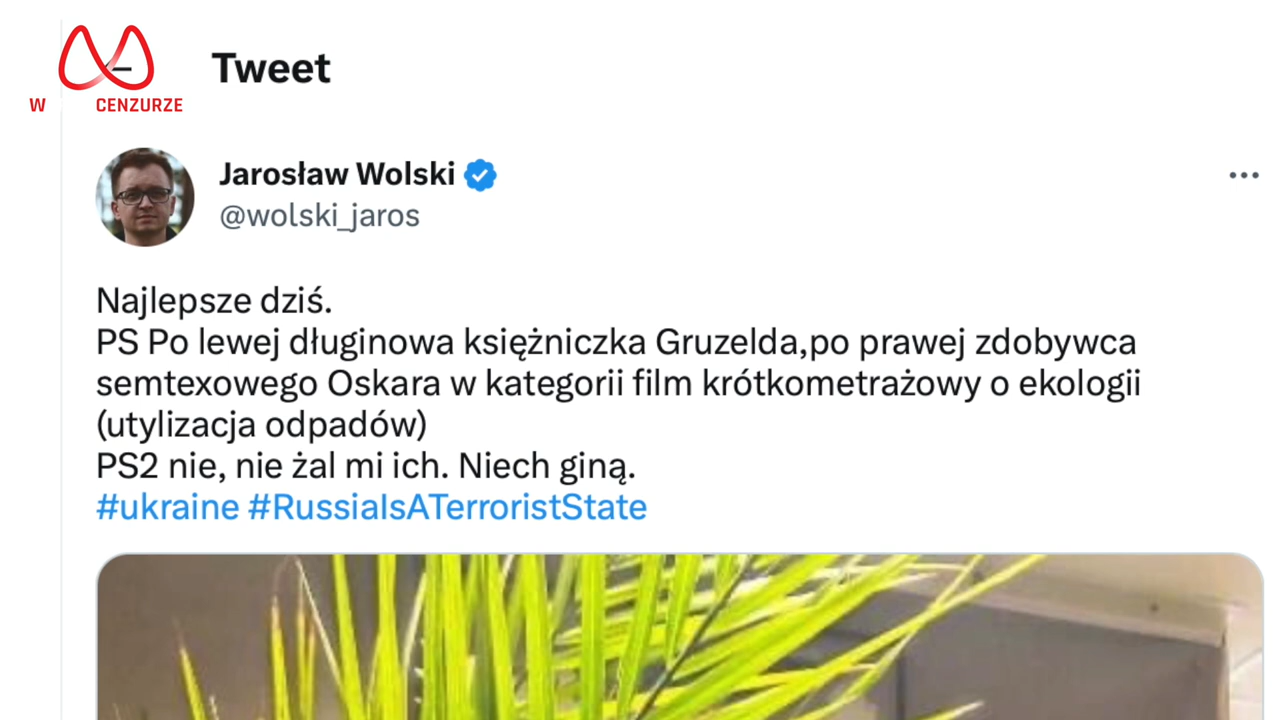 W CENZURZE
Tweet
Jarosław Wolski
@wolski_jaros
Najlepsze dziś.
PS Po lewej długinowa księżniczka Gruzelda,po prawej zdobywca
semtexowego Oskara w kategorii film krótkometrażowy o ekologii
(utylizacja odpadów)
PS2 nie, nie żal mi ich. Niech giną.
#ukraine #RussiaIsATerroristState